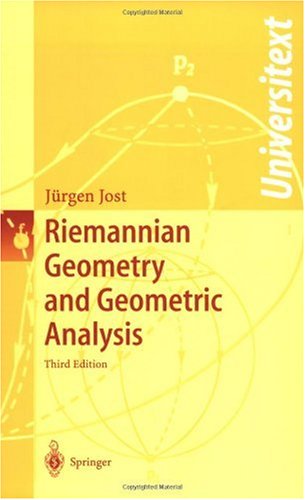 Universitext
p₂
Jürgen Jost
Riemannian
Geometry
and Geometric
Analysis
Third Edition
Springer